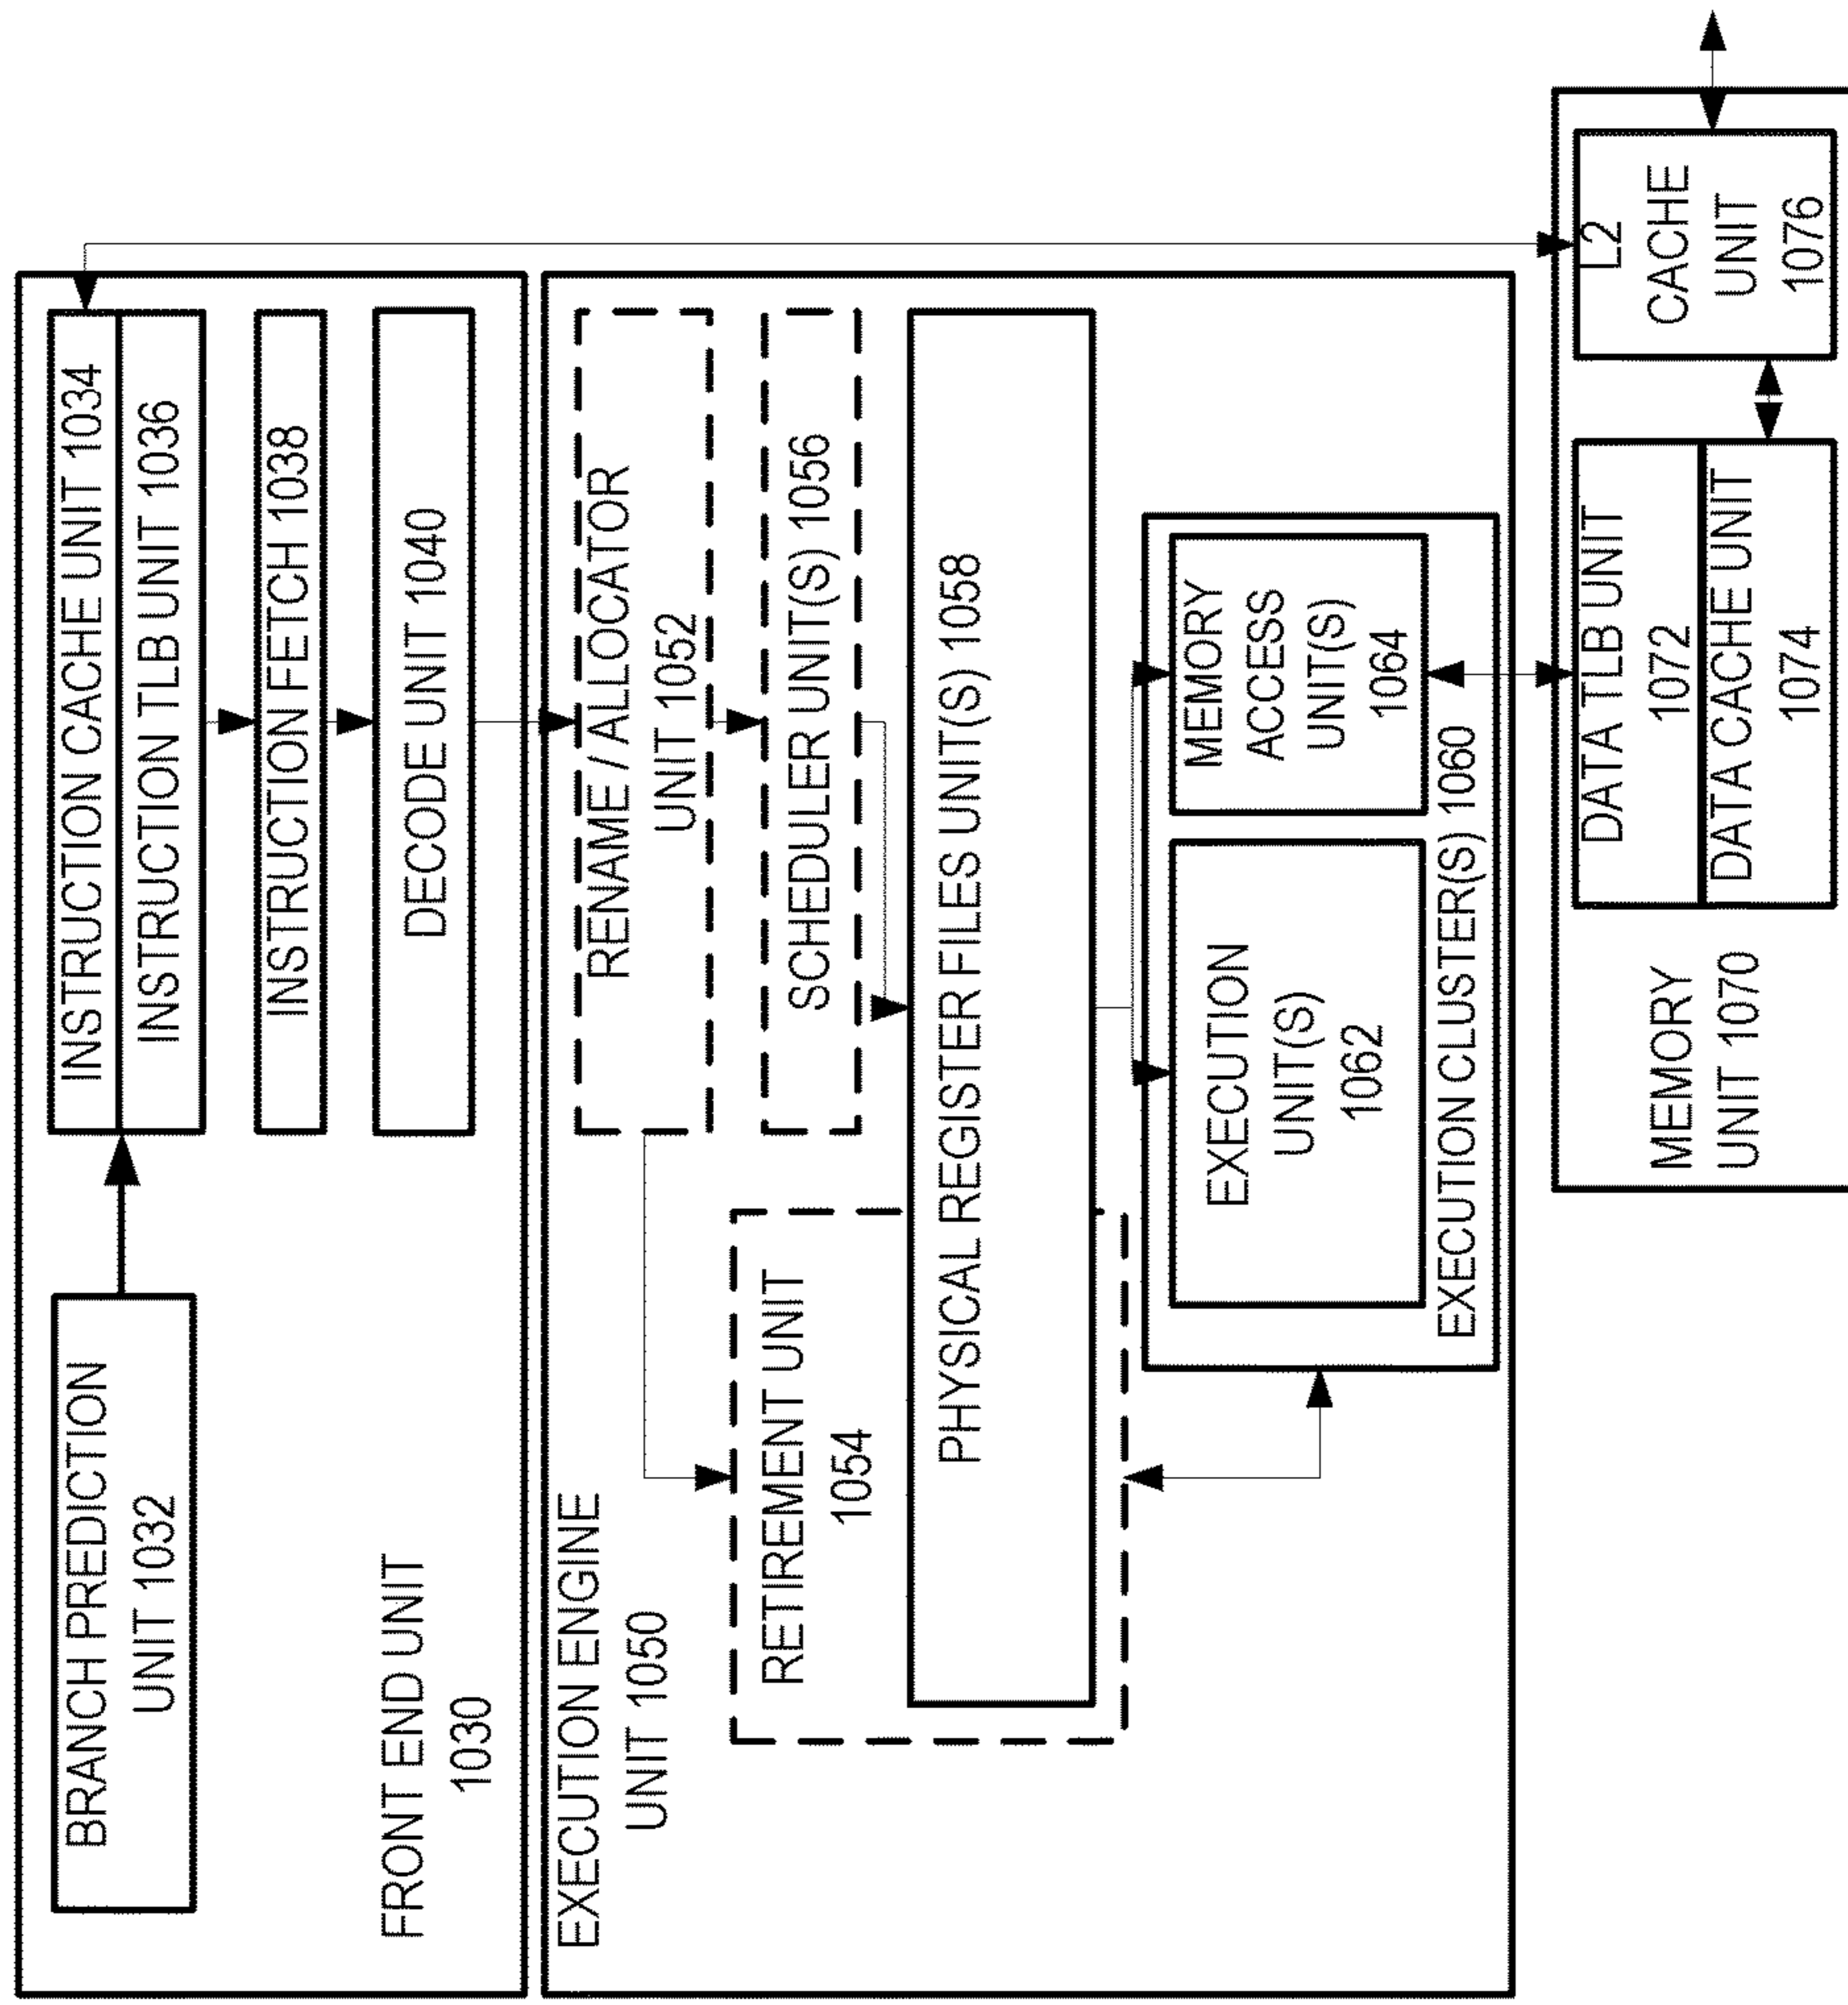 BRANCH PREDICTION
UNIT 1032
INSTRUCTION CACHE UNIT 1034
INSTRUCTION TLB UNIT 1036
INSTRUCTION FETCH 1038
DECODE UNIT 1040
FRONT END UNIT
1030
EXECUTION ENGINE
UNIT 1050
RENAME / ALLOCATOR
UNIT 1052
RETIREMENT UNIT
1054
SCHEDULER UNIT(S) 1056
PHYSICAL REGISTER FILES UNIT(S) 1058
EXECUTION
UNIT(S)
1062
MEMORY
ACCESS
UNIT(S)
1064
EXECUTION CLUSTER(S) 1060
MEMORY
UNIT 1070
DATA TLB UNIT
1072
DATA CACHE UNIT
1074
L2
CACHE
UNIT
1076